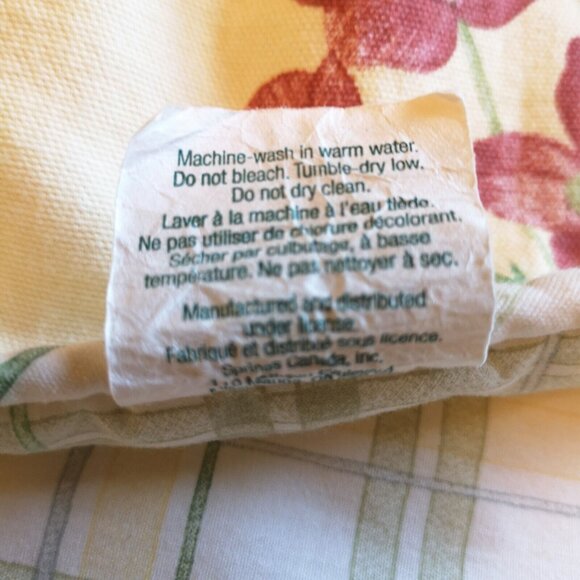 Machine-wash in warm water.
Do not bleach. Tumble-dry low.
Do not dry clean.
Laver à la machine à l'eau tiède.
Ne pas utiliser de chlorure décolorant.
Sécher par culbutage, à basse
température. Ne pas nettoyer à sec.
Manufactured and distributed
under license.
Fabriqué et distribué sous licence.
Springs Canada, Inc.